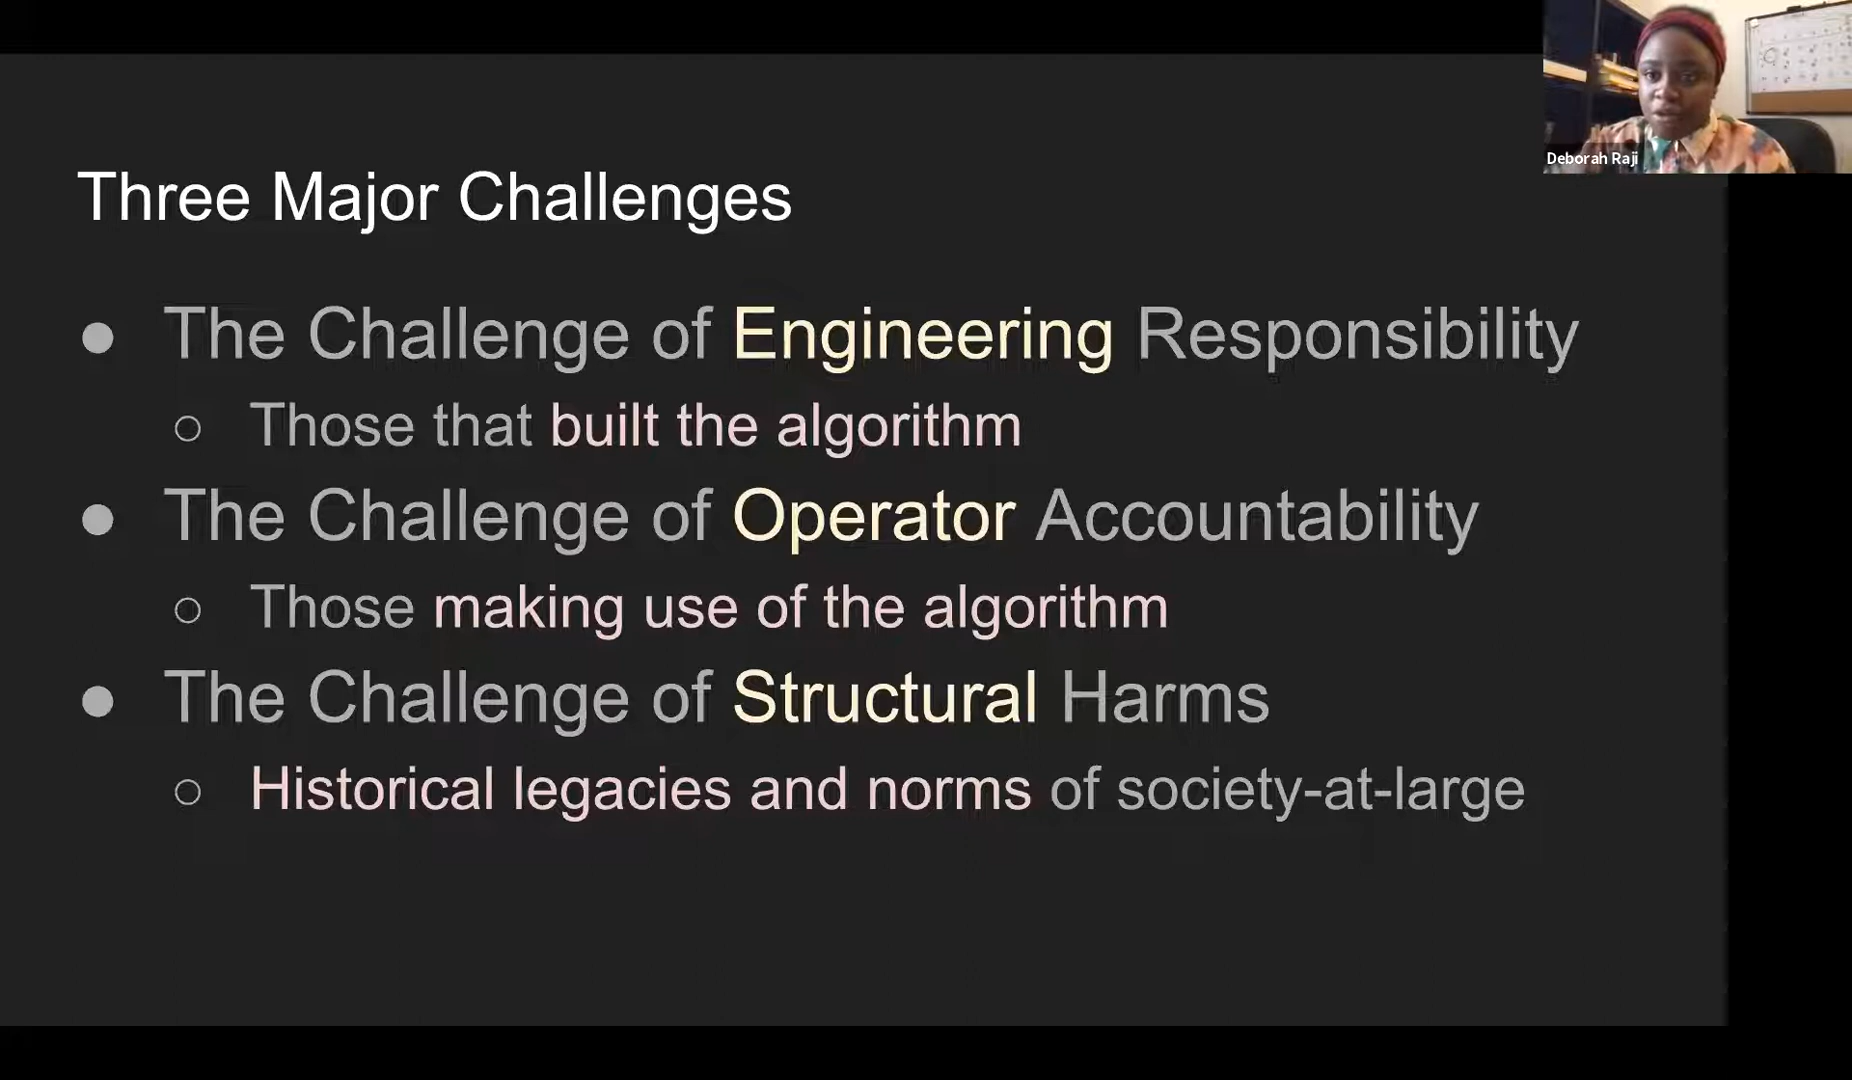 Deborah Raji
Three Major Challenges
● The Challenge of Engineering Responsibility
○ Those that built the algorithm
● The Challenge of Operator Accountability
○ Those making use of the algorithm
● The Challenge of Structural Harms
○ Historical legacies and norms of society-at-large